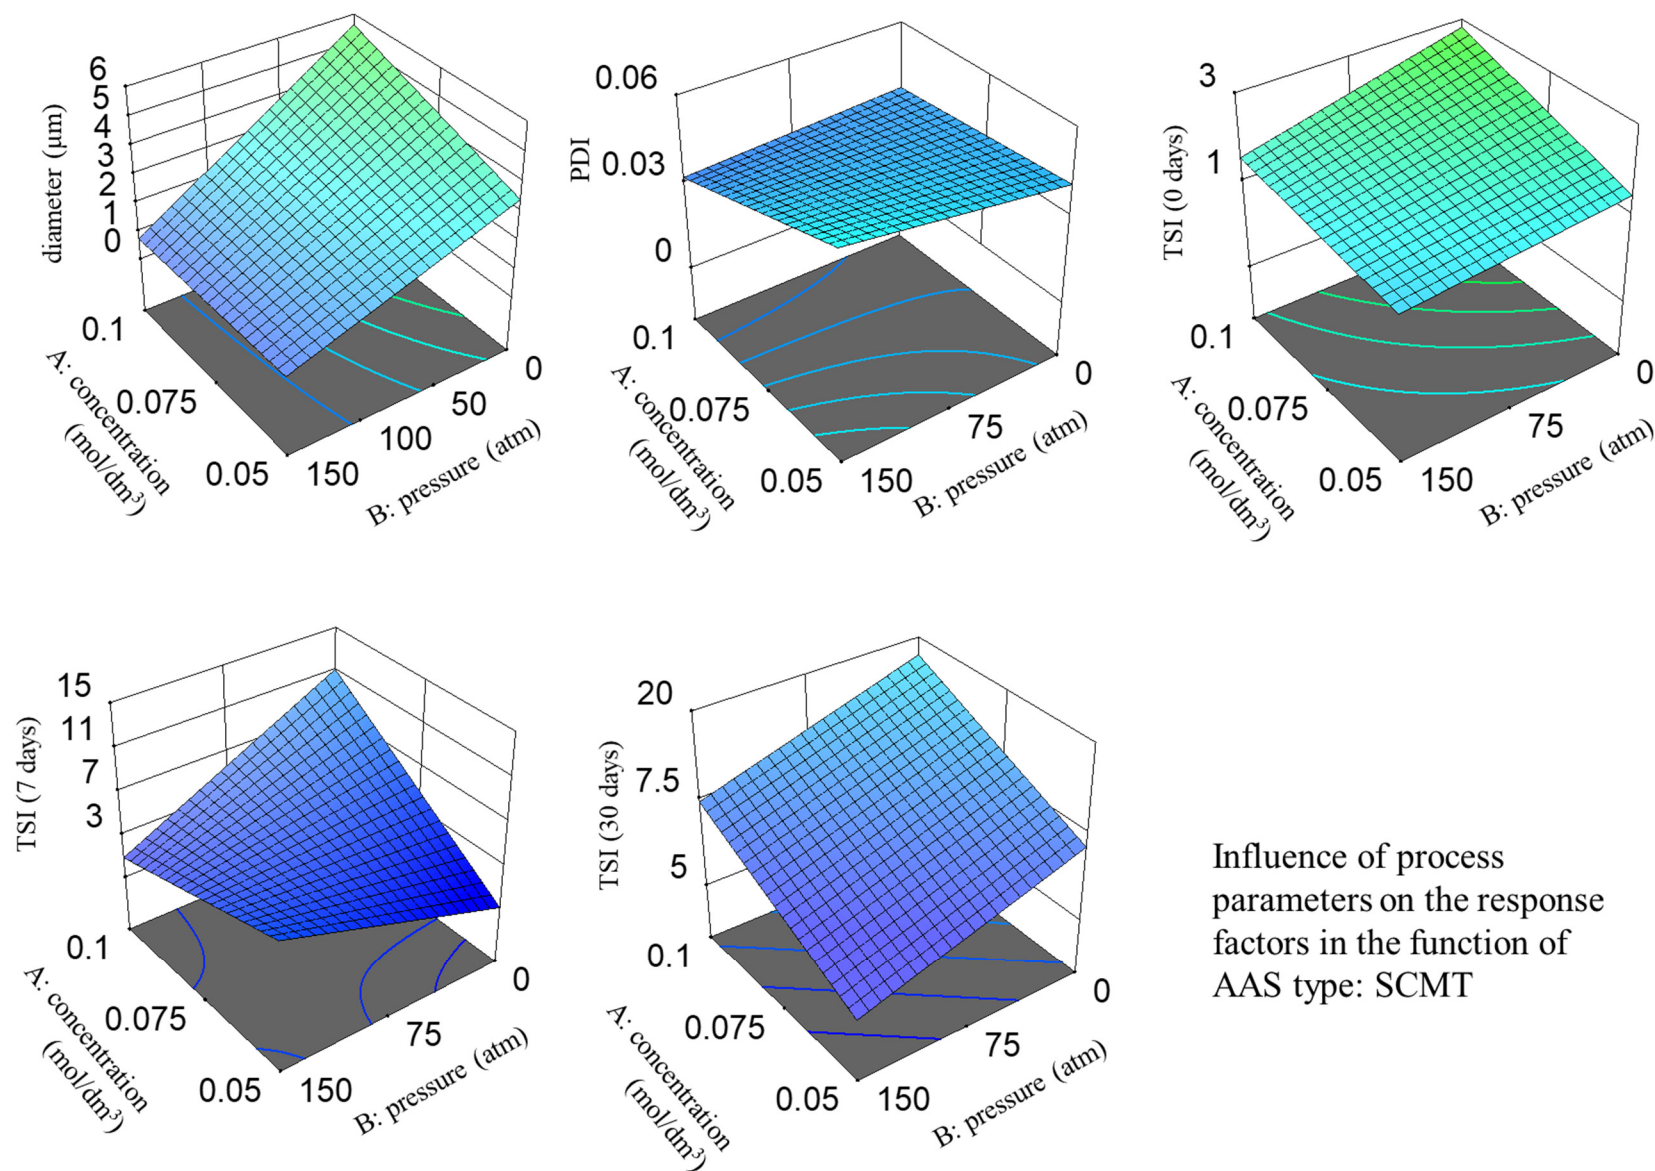 6
5
4
3
2
1
0
diameter (μm)
0.1
0.075
0.05
A: concentration
(mol/dm³)
150
100
50
0
B: pressure (atm)
0.06
0.03
0
PDI
0.1
0.075
0.05
A: concentration
(mol/dm³)
150
75
0
B: pressure (atm)
3
1
TSI (0 days)
0.1
0.075
0.05
A: concentration
(mol/dm³)
150
75
0
B: pressure (atm)
15
11
7
3
TSI (7 days)
0.1
0.075
0.05
A: concentration
(mol/dm³)
150
75
0
B: pressure (atm)
20
7.5
5
TSI (30 days)
0.1
0.075
0.05
A: concentration
(mol/dm³)
150
75
0
B: pressure (atm)
Influence of process
parameters on the response
factors in the function of
AAS type: SCMT